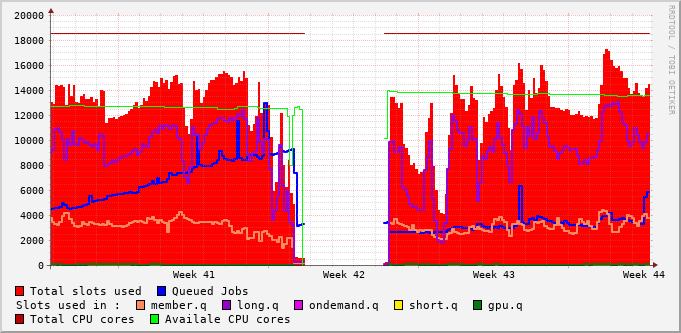 20000
18000
16000
14000
12000
10000
8000
6000
4000
2000
0
Week 41 Week 42 Week 43 Week 44
RRDTOOL / TOBI OETIKER
Total slots used Queued Jobs
Slots used in : member.q long.q ondemand.q short.q gpu.q
Total CPU cores Availale CPU cores